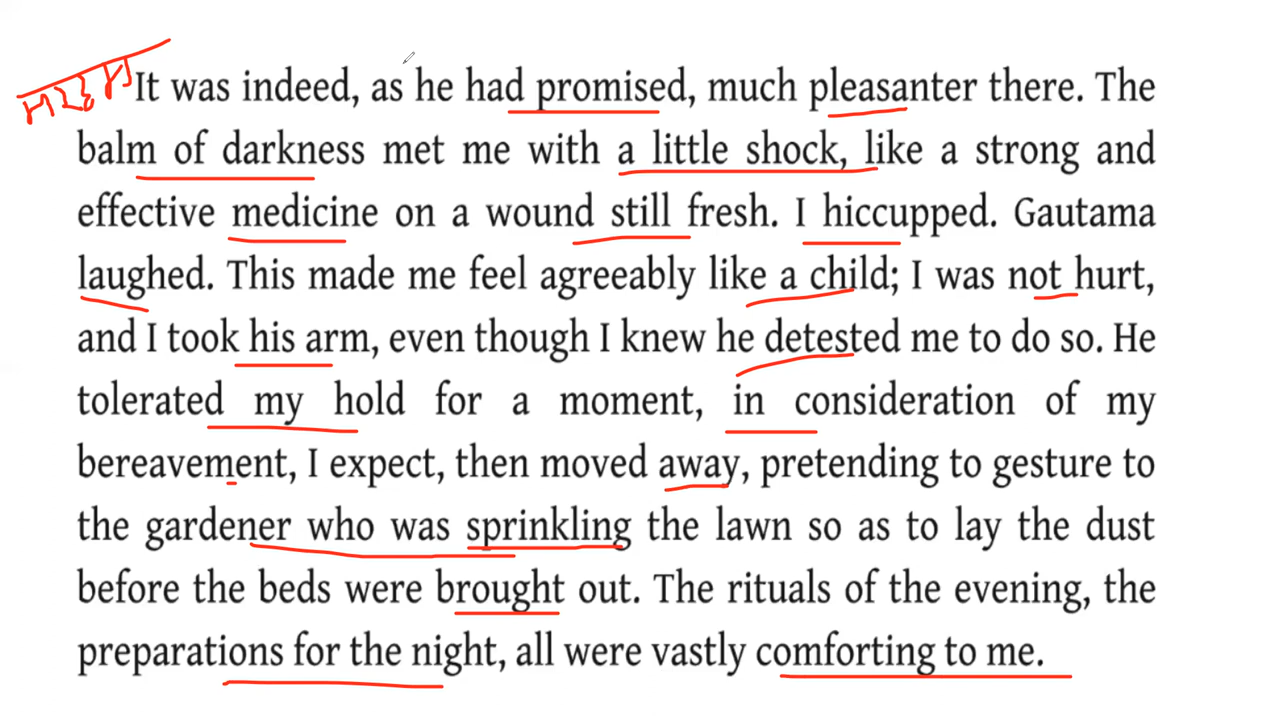 It was indeed, as he had promised, much pleasanter there. The
balm of darkness met me with a little shock, like a strong and
effective medicine on a wound still fresh. I hiccupped. Gautama
laughed. This made me feel agreeably like a child; I was not hurt,
and I took his arm, even though I knew he detested me to do so. He
tolerated my hold for a moment, in consideration of my
bereavement, I expect, then moved away, pretending to gesture to
the gardener who was sprinkling the lawn so as to lay the dust
before the beds were brought out. The rituals of the evening, the
preparations for the night, all were vastly comforting to me.